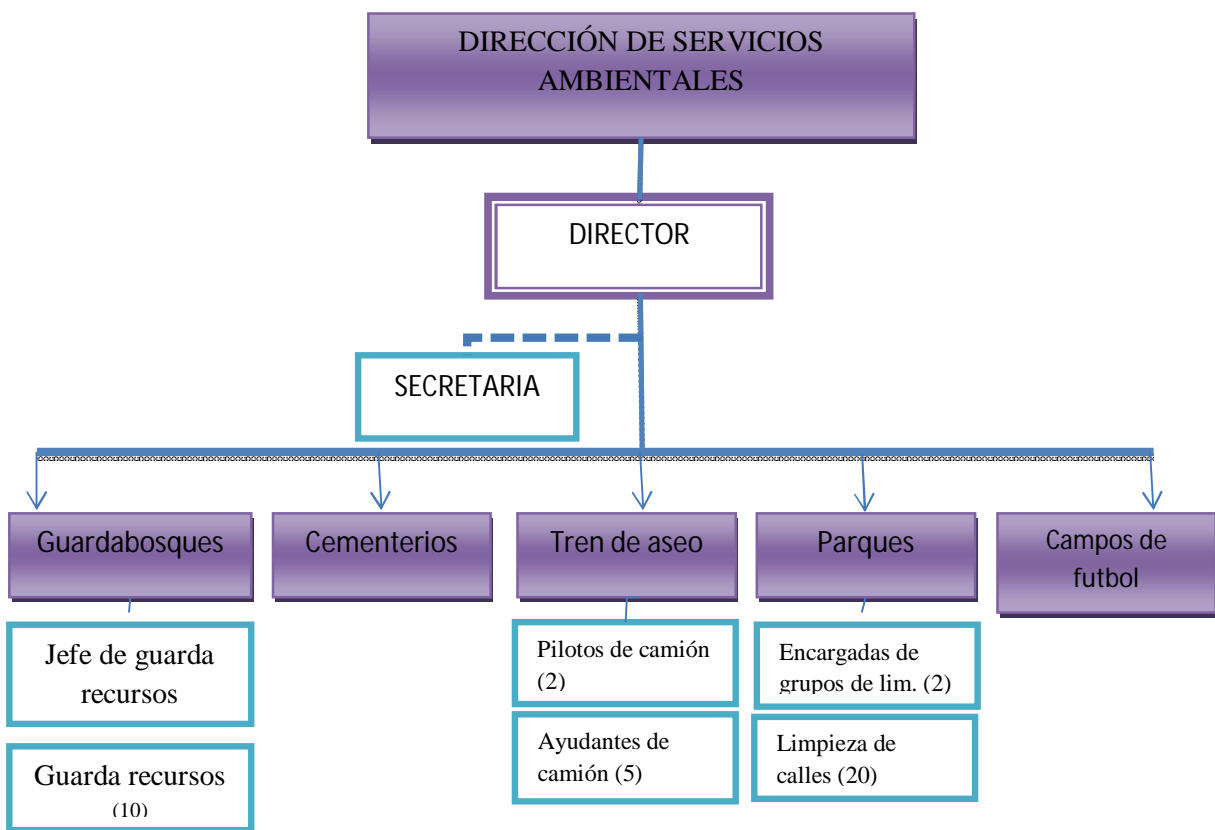 DIRECCIÓN DE SERVICIOS
AMBIENTALES
DIRECTOR
SECRETARIA
Guardabosques
Cementerios
Tren de aseo
Parques
Campos de
futbol
Jefe de guarda
recursos
Guarda recursos
(10)
Pilotos de camión
(2)
Ayudantes de
camión (5)
Encargadas de
grupos de lim. (2)
Limpieza de
calles (20)